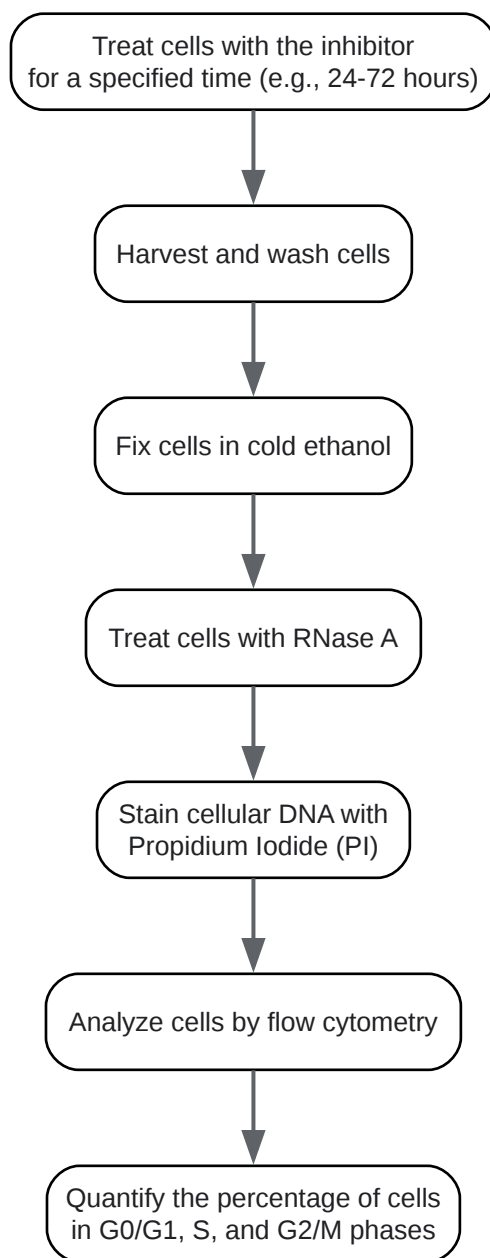 Treat cells with the inhibitor
for a specified time (e.g., 24-72 hours)
Harvest and wash cells
Fix cells in cold ethanol
Treat cells with RNase A
Stain cellular DNA with
Propidium Iodide (PI)
Analyze cells by flow cytometry
Quantify the percentage of cells
in G0/G1, S, and G2/M phases